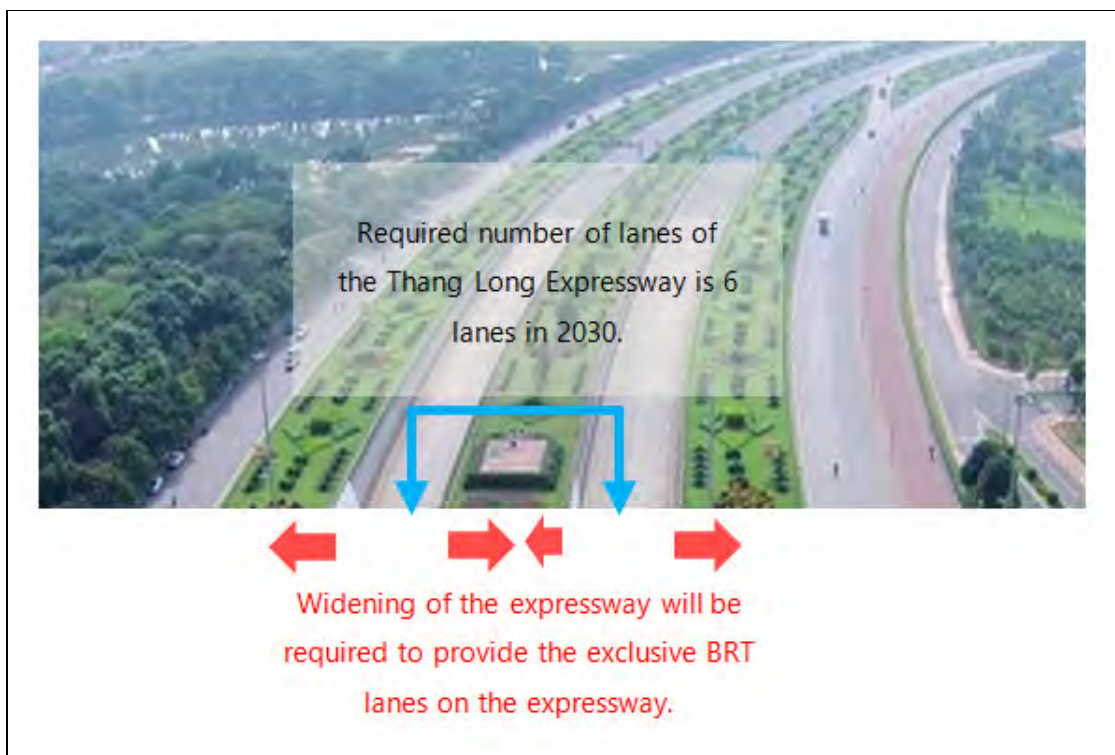 Required number of lanes of
the Thang Long Expressway is 6
lanes in 2030.
Widening of the expressway will be
required to provide the exclusive BRT
lanes on the expressway.